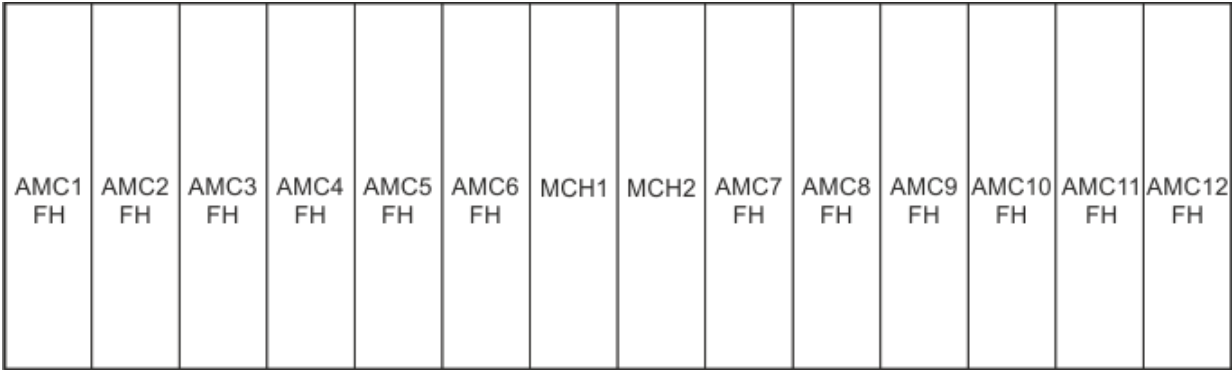 AMC1
FH
AMC2
FH
AMC3
FH
AMC4
FH
AMC5
FH
AMC6
FH
MCH1
MCH2
AMC7
FH
AMC8
FH
AMC9
FH
AMC10
FH
AMC11
FH
AMC12
FH